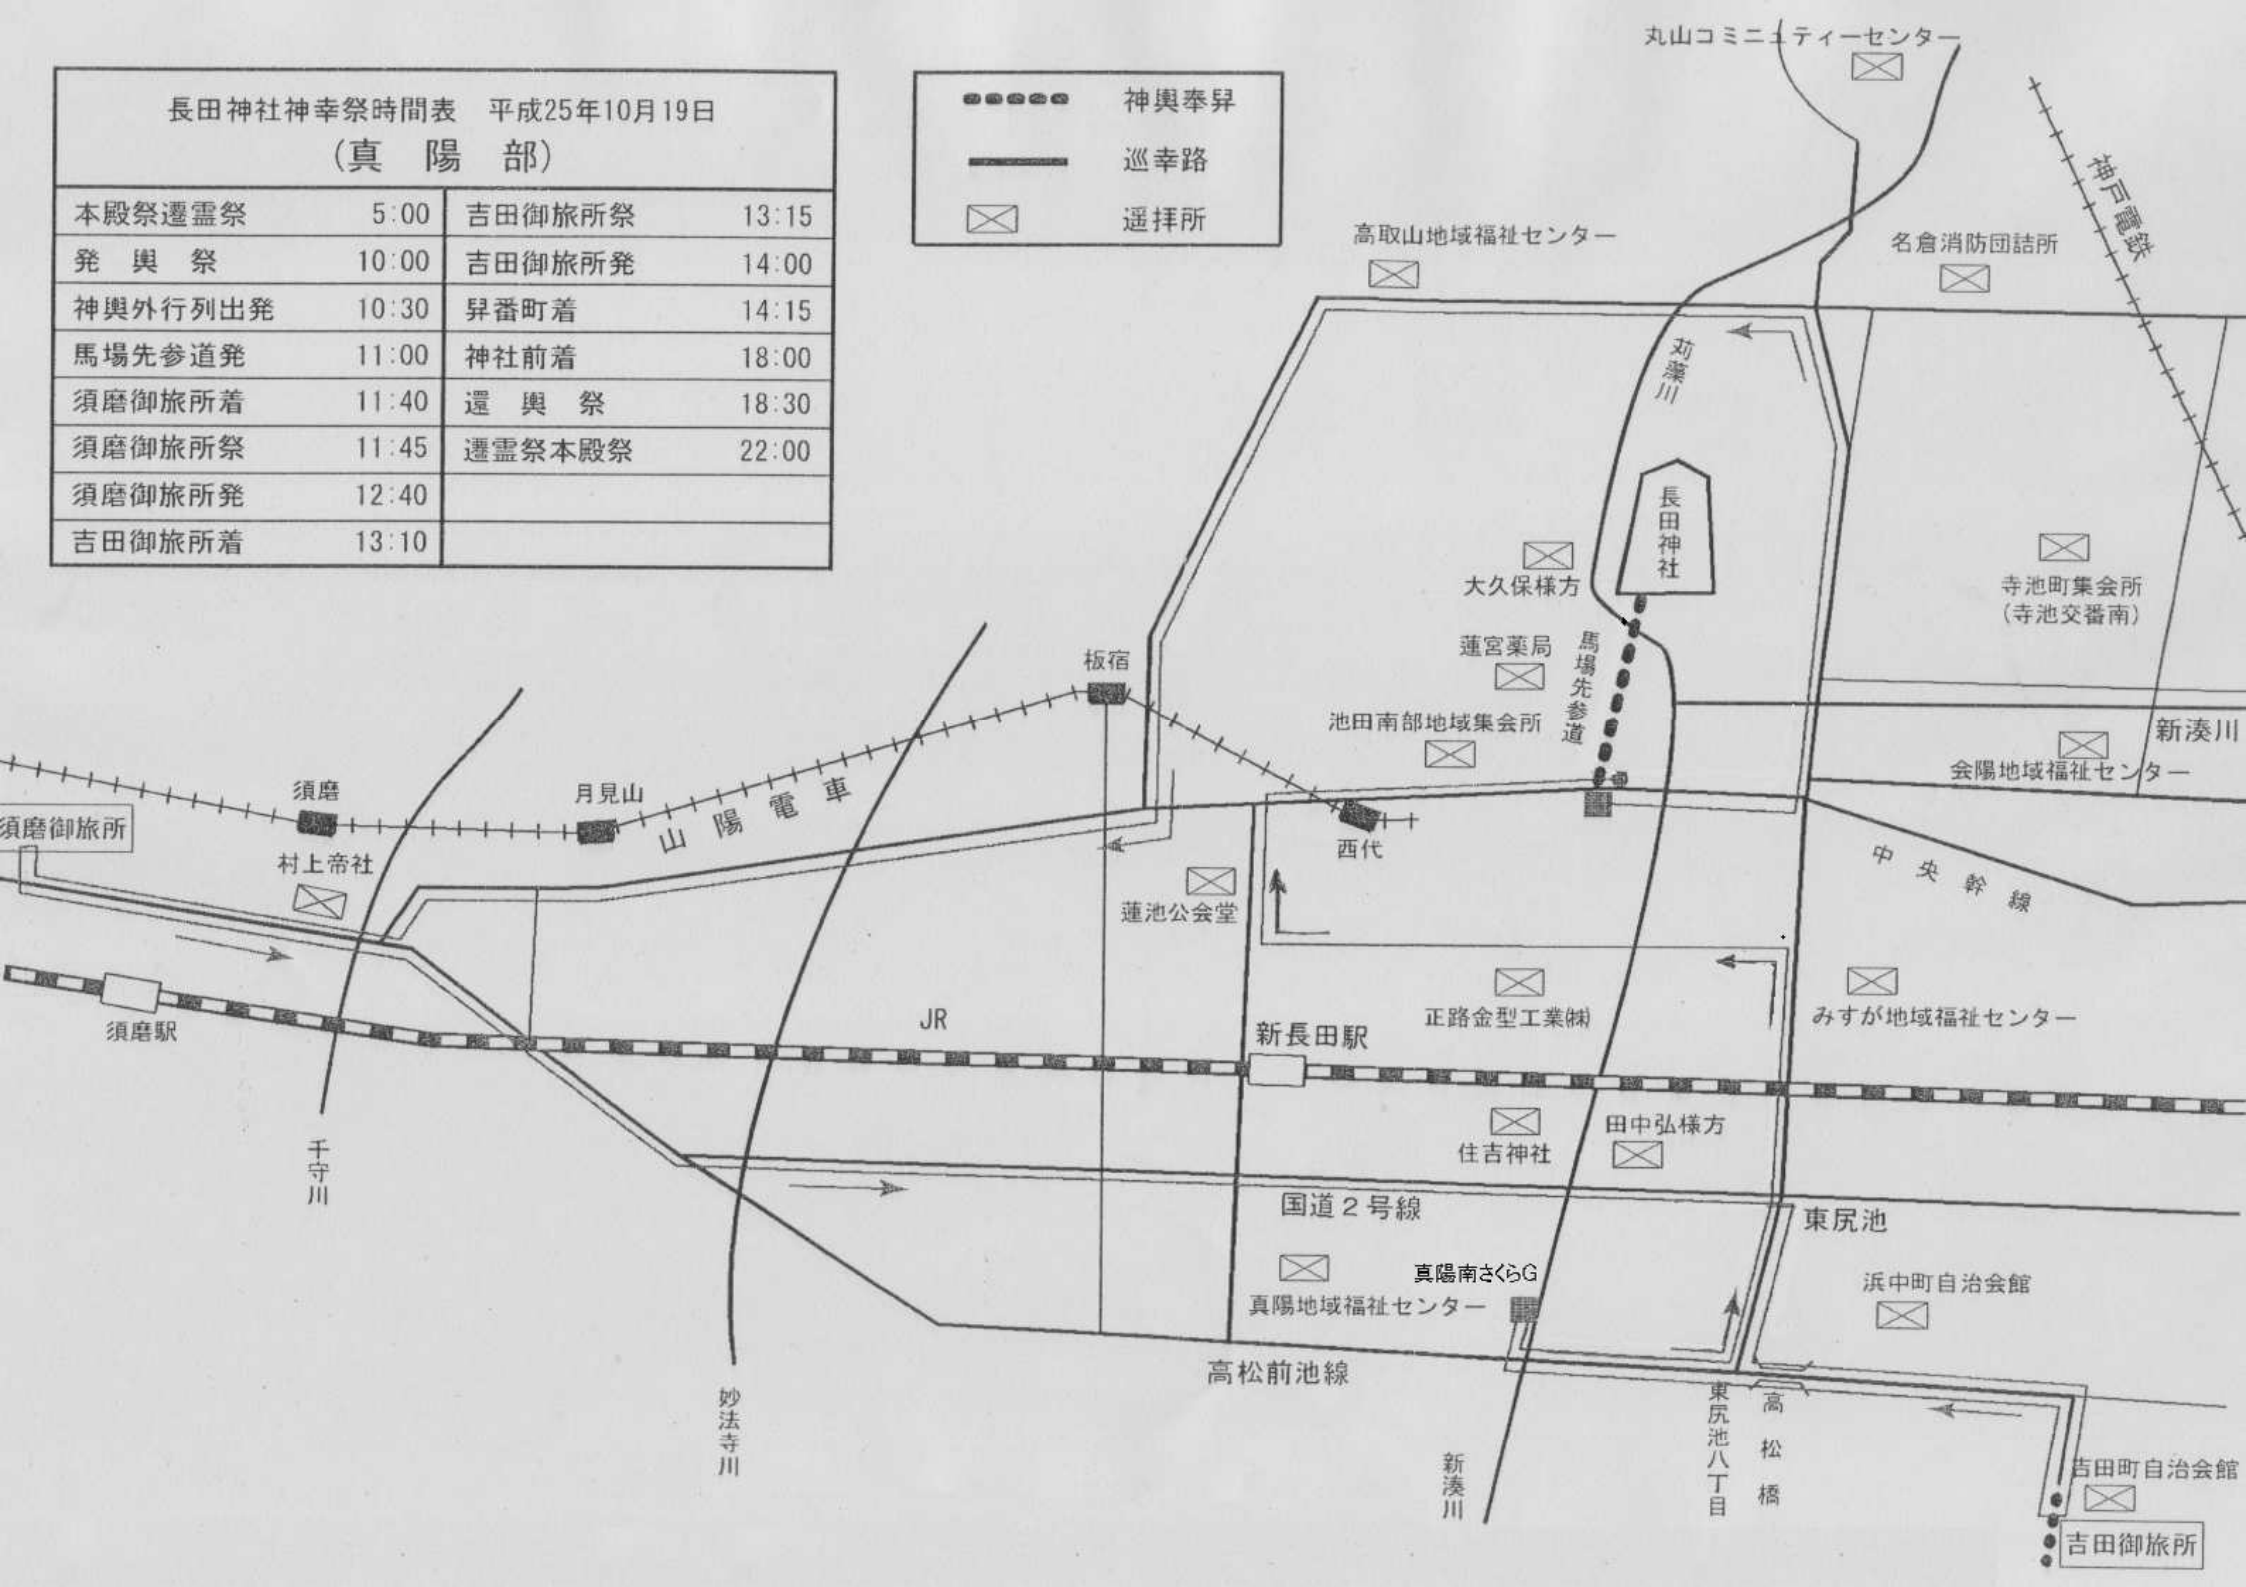 長田神社神幸祭時間表　平成25年10月19日
(真　陽　部)
本殿祭遷霊祭 5:00 吉田御旅所祭 13:15
発　輿　祭 10:00 吉田御旅所発 14:00
神輿外行列出発 10:30 舁番町着 14:15
馬場先参道発 11:00 神社前着 18:00
須磨御旅所着 11:40 還　輿　祭 18:30
須磨御旅所祭 11:45 遷霊祭本殿祭 22:00
須磨御旅所発 12:40
吉田御旅所着 13:10
神輿奉舁
巡幸路
遥拝所
丸山コミニュティーセンター
神戸電鉄
高取山地域福祉センター
名倉消防団詰所
苅藻川
長田神社
大久保様方
寺池町集会所
(寺池交番南)
蓮宮薬局
馬場先参道
板宿
池田南部地域集会所
新湊川
会陽地域福祉センター
須磨
月見山
山陽電車
須磨御旅所
村上帝社
西代
中央幹線
蓮池公会堂
正路金型工業㈱
みすが地域福祉センター
須磨駅
JR
新長田駅
住吉神社
田中弘様方
千守川
国道2号線
東尻池
真陽南さくらG
真陽地域福祉センター
浜中町自治会館
高松前池線
妙法寺川
新湊川
東尻池八丁目
高松橋
吉田町自治会館
吉田御旅所